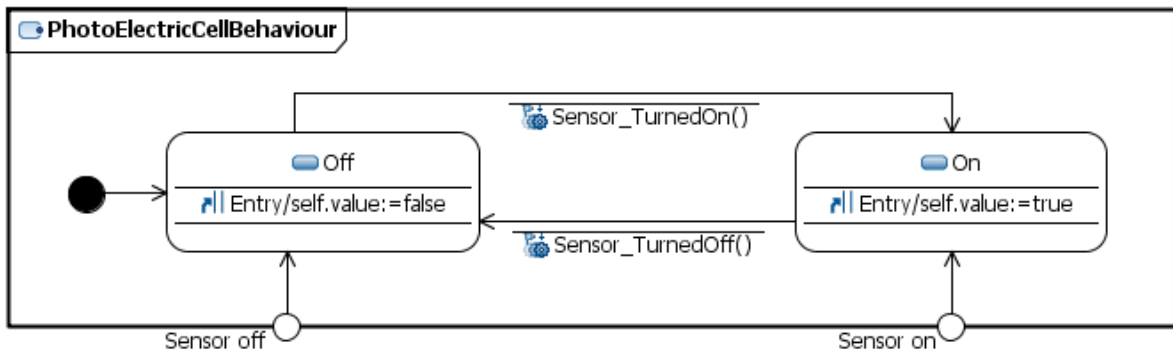 PhotoElectricCellBehaviour
Sensor_TurnedOn()
Off
On
Entry/self.value:=false
Entry/self.value:=true
Sensor_TurnedOff()
Sensor off
Sensor on